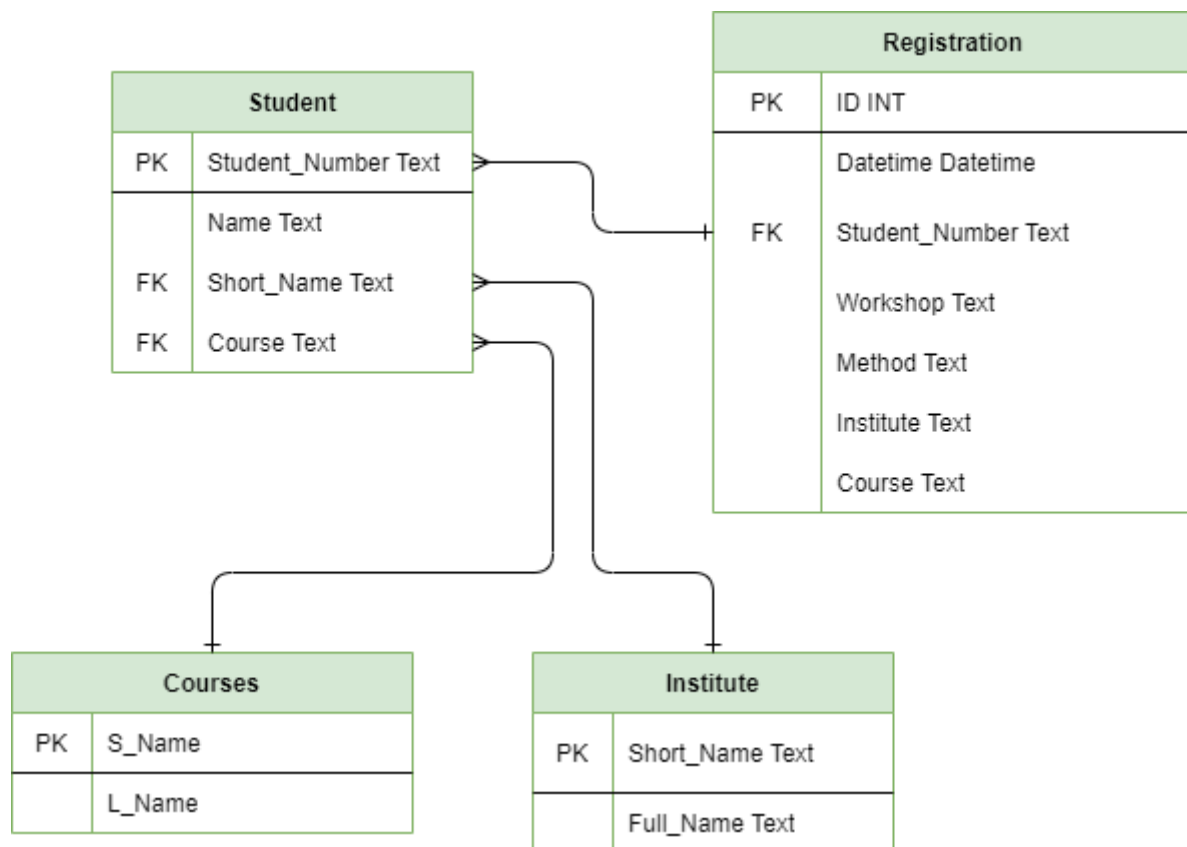 Student
PK Student_Number Text
Name Text
FK Short_Name Text
FK Course Text
Registration
PK ID INT
Datetime Datetime
FK Student_Number Text
Workshop Text
Method Text
Institute Text
Course Text
Courses
PK S_Name
L_Name
Institute
PK Short_Name Text
Full_Name Text